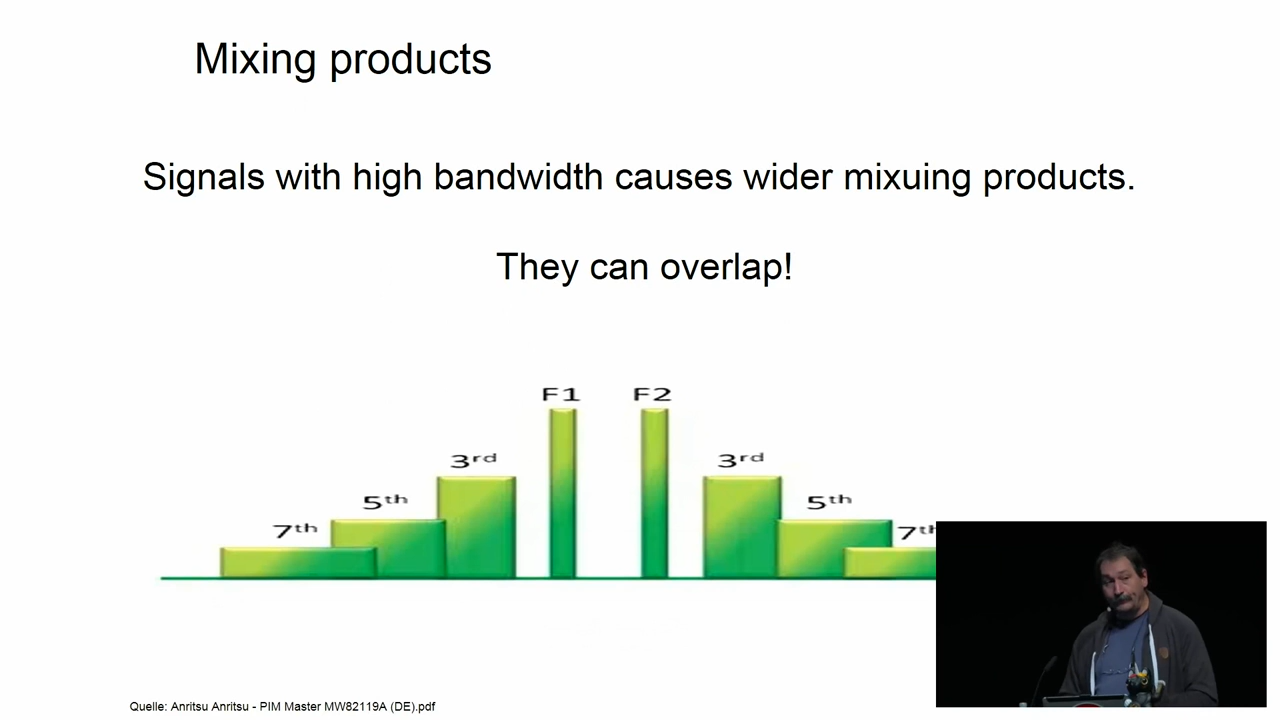 Mixing products
Signals with high bandwidth causes wider mixuing products.
They can overlap!
F1 F2
3rd 3rd
5th 5th
7th 7th
Quelle: Anritsu Anritsu - PIM Master MW82119A (DE).pdf